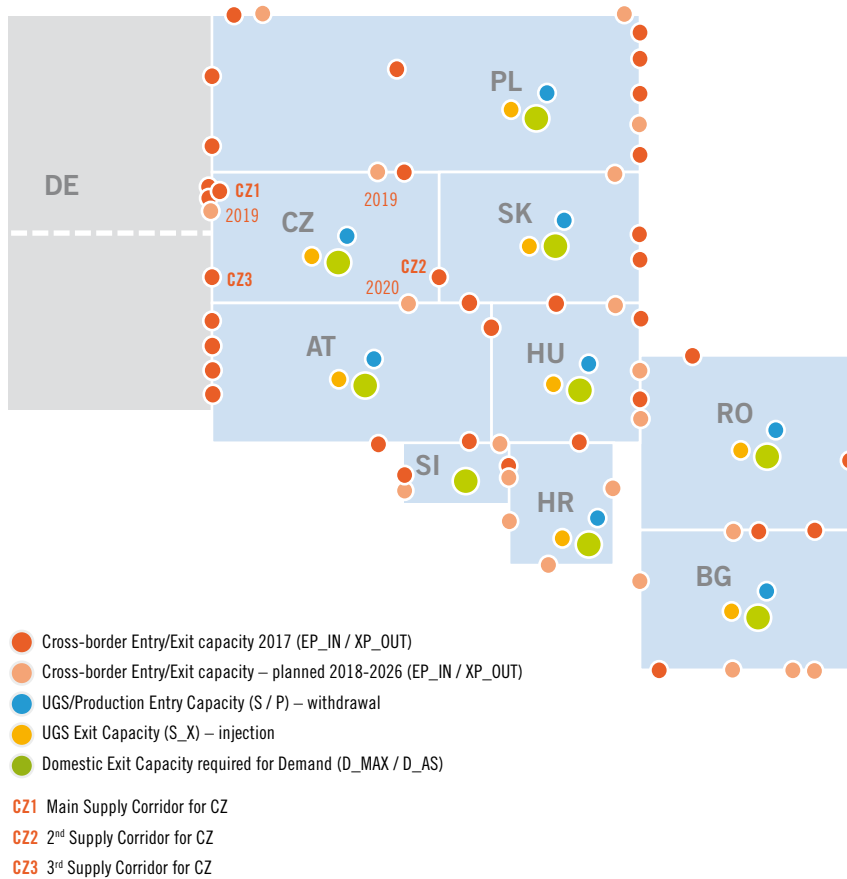 PL
DE
CZ1
2019
2019
CZ
SK
CZ2
CZ3
2020
AT
HU
RO
SI
HR
BG
Cross-border Entry/Exit capacity 2017 (EP_IN / XP_OUT)
Cross-border Entry/Exit capacity – planned 2018-2026 (EP_IN / XP_OUT)
UGS/Production Entry Capacity (S / P) – withdrawal
UGS Exit Capacity (S_X) – injection
Domestic Exit Capacity required for Demand (D_MAX / D_AS)
CZ1 Main Supply Corridor for CZ
CZ2 2nd Supply Corridor for CZ
CZ3 3rd Supply Corridor for CZ